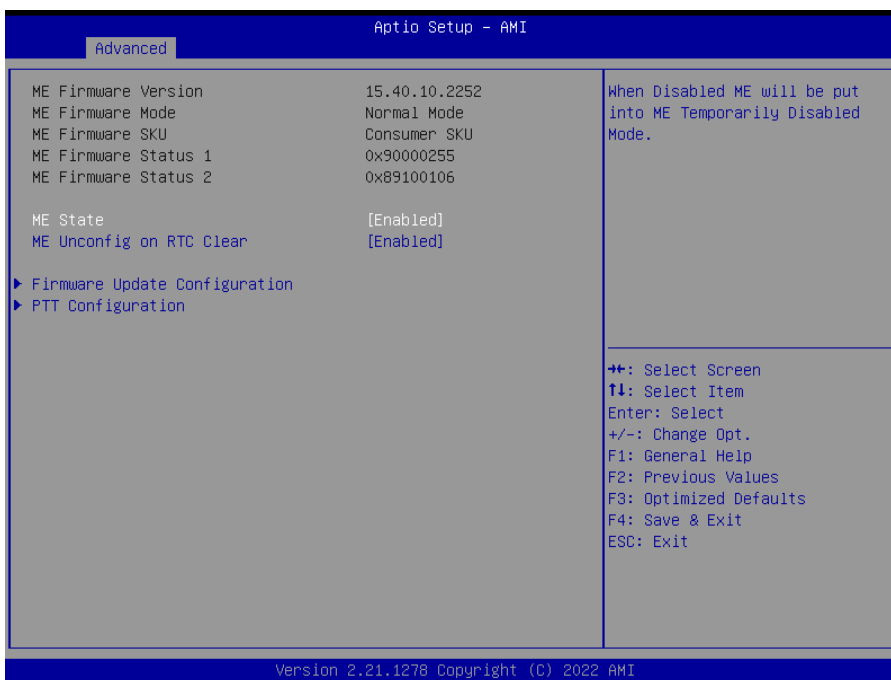 Aptio Setup – AMI
Advanced
ME Firmware Version 15.40.10.2252
ME Firmware Mode Normal Mode
ME Firmware SKU Consumer SKU
ME Firmware Status 1 0x90000255
ME Firmware Status 2 0x89100106
ME State [Enabled]
ME Unconfig on RTC Clear [Enabled]
Firmware Update Configuration
PTT Configuration
When Disabled ME will be put
into ME Temporarily Disabled
Mode.
→←: Select Screen
↑↓: Select Item
Enter: Select
+/-: Change Opt.
F1: General Help
F2: Previous Values
F3: Optimized Defaults
F4: Save & Exit
ESC: Exit
Version 2.21.1278 Copyright (C) 2022 AMI